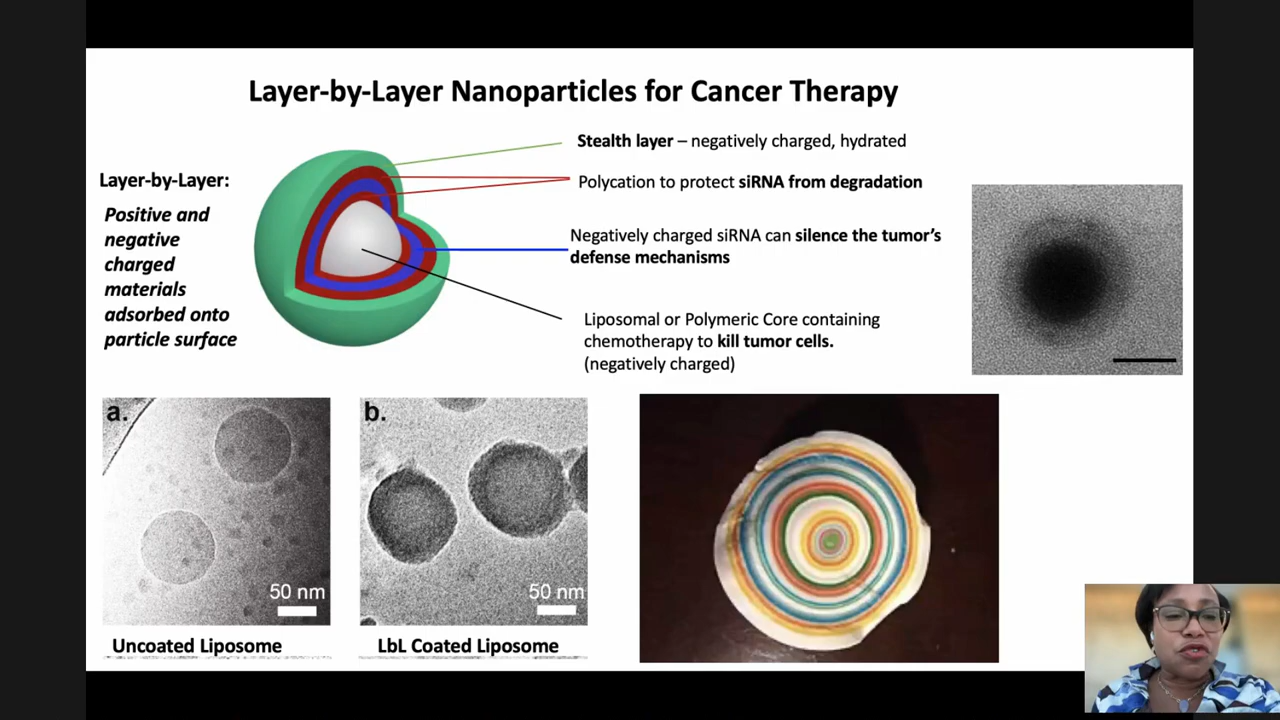 Layer-by-Layer Nanoparticles for Cancer Therapy
Layer-by-Layer:
Positive and
negative
charged
materials
adsorbed onto
particle surface
Stealth layer – negatively charged, hydrated
Polycation to protect siRNA from degradation
Negatively charged siRNA can silence the tumor’s
defense mechanisms
Liposomal or Polymeric Core containing
chemotherapy to kill tumor cells.
(negatively charged)
a.
50 nm
Uncoated Liposome
b.
50 nm
LbL Coated Liposome